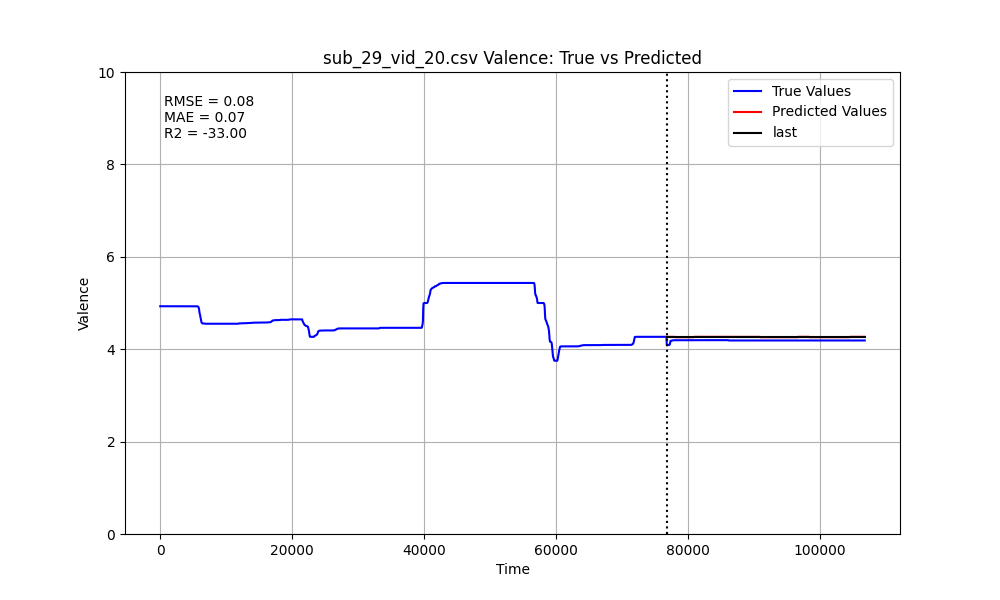 sub_29_vid_20.csv Valence: True vs Predicted
RMSE = 0.08
MAE = 0.07
R2 = -33.00
True Values
Predicted Values
last
10
8
6
4
2
0
Valence
0
20000
40000
60000
80000
100000
Time